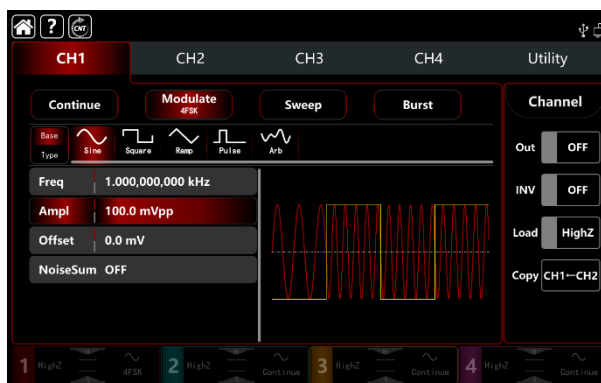 ? CNT
CH1 CH2 CH3 CH4 Utility
Continue Modulate Sweep Burst Channel
4FSK
Base
Type Sine Square Ramp Pulse Arb
Out OFF
Freq 1.000,000,000 kHz
INV OFF
Ampl 100.0 mVpp
Load HighZ
Offset 0.0 mV
NoiseSum OFF
Copy CH1←CH2
1 HighZ 4FSK 2 HighZ Continue 3 HighZ Continue 4 HighZ Continue